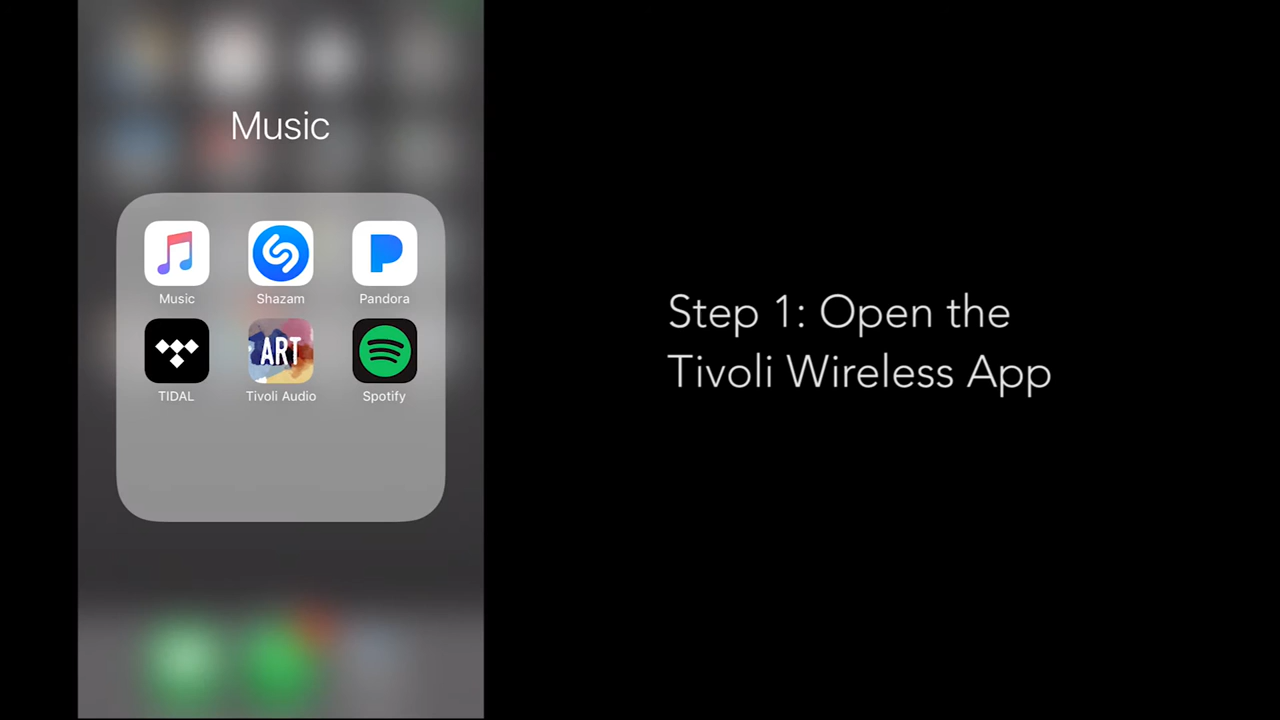 Music
Music Shazam Pandora
ART
TIDAL Tivoli Audio Spotify
Step 1: Open the
Tivoli Wireless App